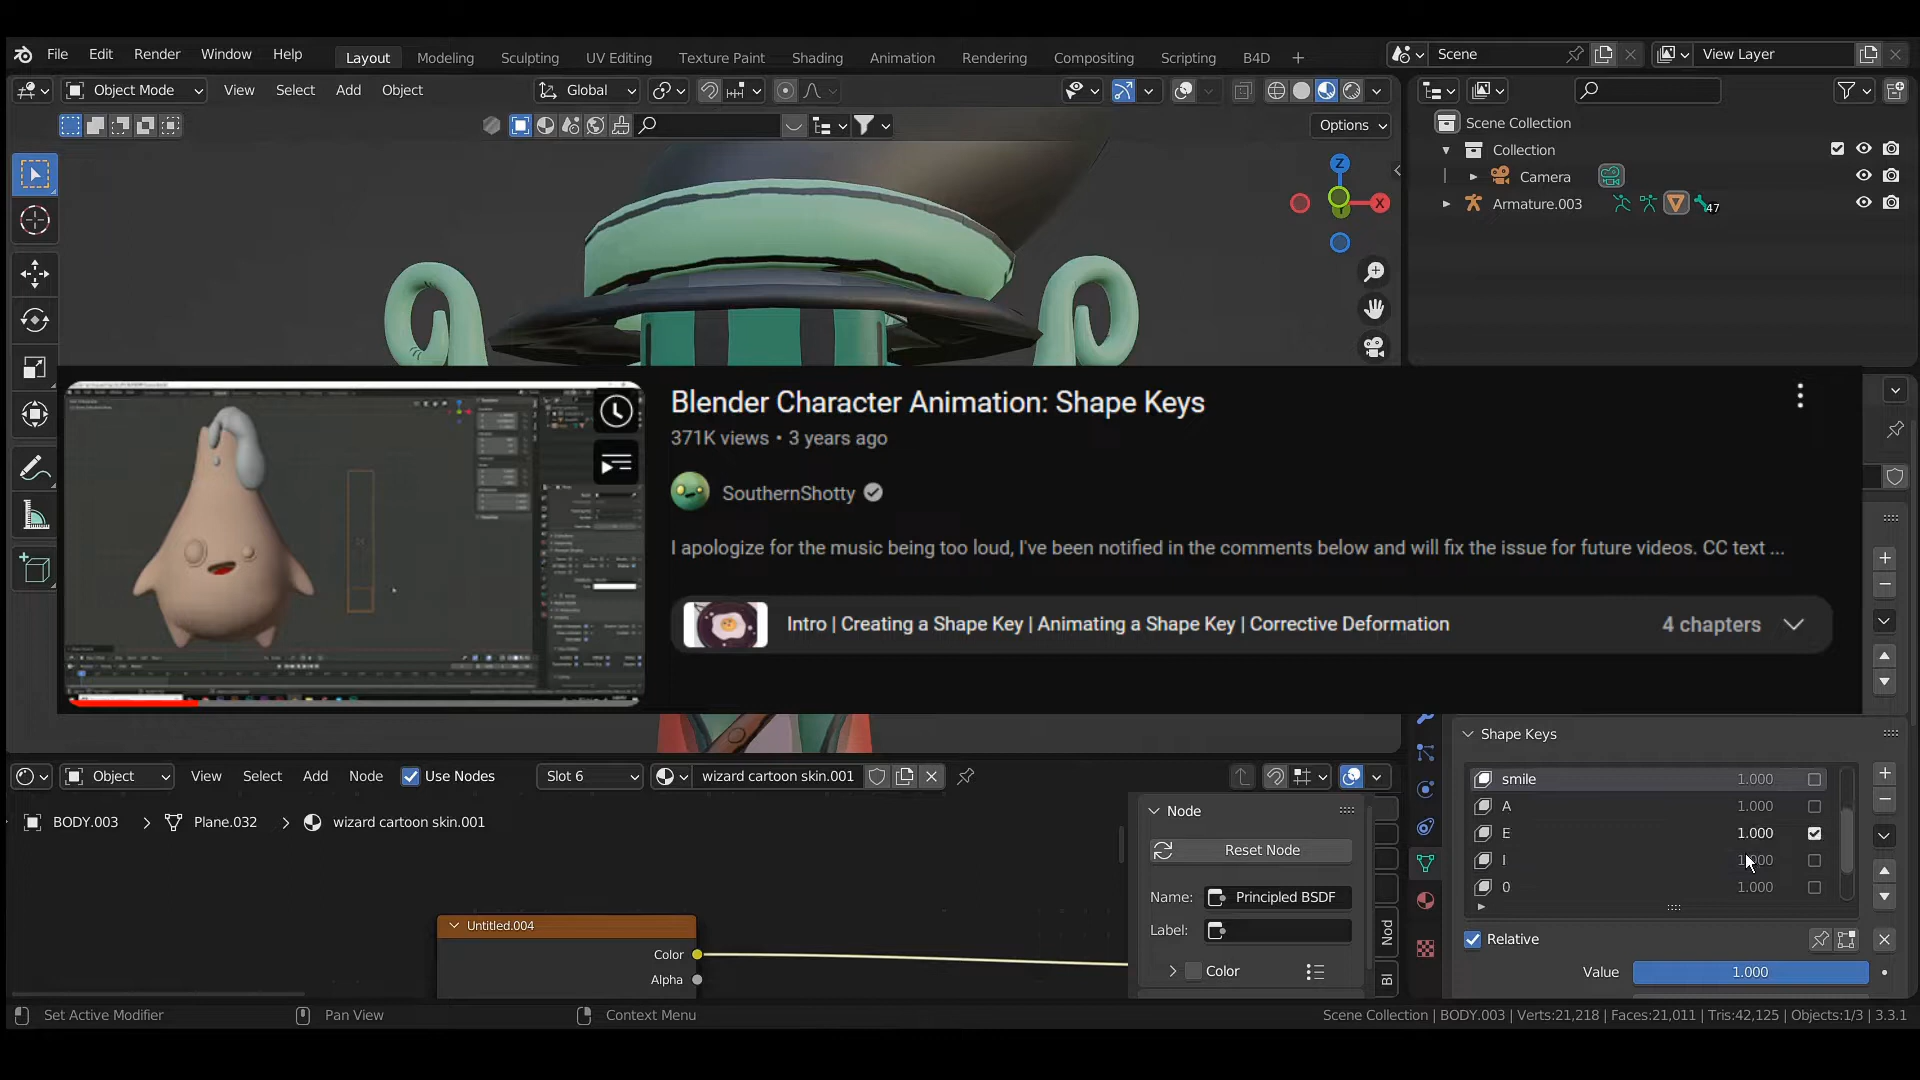 File Edit Render Window Help Layout Modeling Sculpting UV Editing Texture Paint Shading Animation Rendering Compositing Scripting B4D + Scene View Layer
Object Mode View Select Add Object Global
Options
Scene Collection
Collection
Camera
Armature.003 47
Z
X
Blender Character Animation: Shape Keys
371K views • 3 years ago
SouthernShotty
I apologize for the music being too loud, I've been notified in the comments below and will fix the issue for future videos. CC text ...
Intro | Creating a Shape Key | Animating a Shape Key | Corrective Deformation 4 chapters
Shape Keys
smile 1.000
A 1.000
E 1.000
I
0 1.000
Relative
Value 1.000
Object View Select Add Node Use Nodes Slot 6 wizard cartoon skin.001
BODY.003 > Plane.032 > wizard cartoon skin.001
Untitled.004
Color
Alpha
Node
Reset Node
Name: Principled BSDF
Label:
Color
Nod
Bl
Set Active Modifier Pan View Context Menu Scene Collection | BODY.003 | Verts:21,218 | Faces:21,011 | Tris:42,125 | Objects:1/3 | 3.3.1